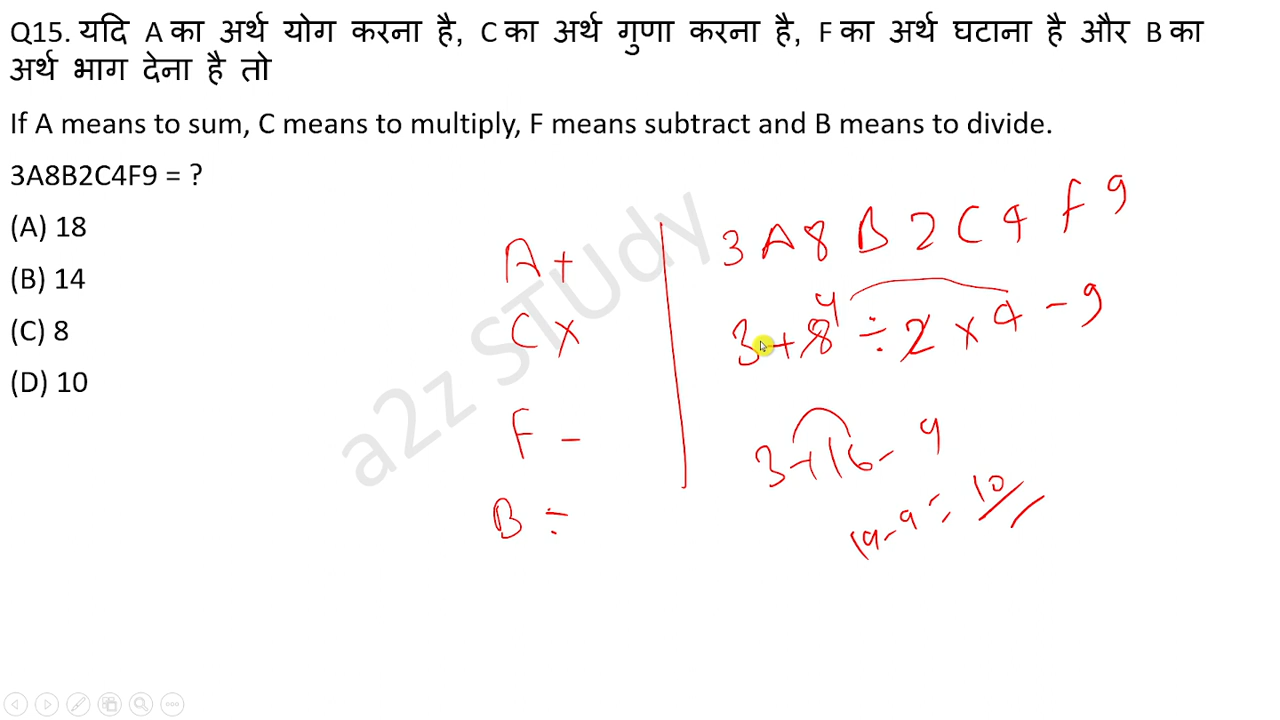 Q15. यदि A का अर्थ योग करना है, C का अर्थ गुणा करना है, F का अर्थ घटाना है और B का
अर्थ भाग देना है तो
If A means to sum, C means to multiply, F means subtract and B means to divide.
3A8B2C4F9 = ?
(A) 18
(B) 14
(C) 8
(D) 10
a2z STUdy
A +
C ×
F -
B ÷
3 A 8 B 2 C 4 F 9
4
3 + 8 ÷ 2 × 4 - 9
3 + 16 - 9
19 - 9 = 10